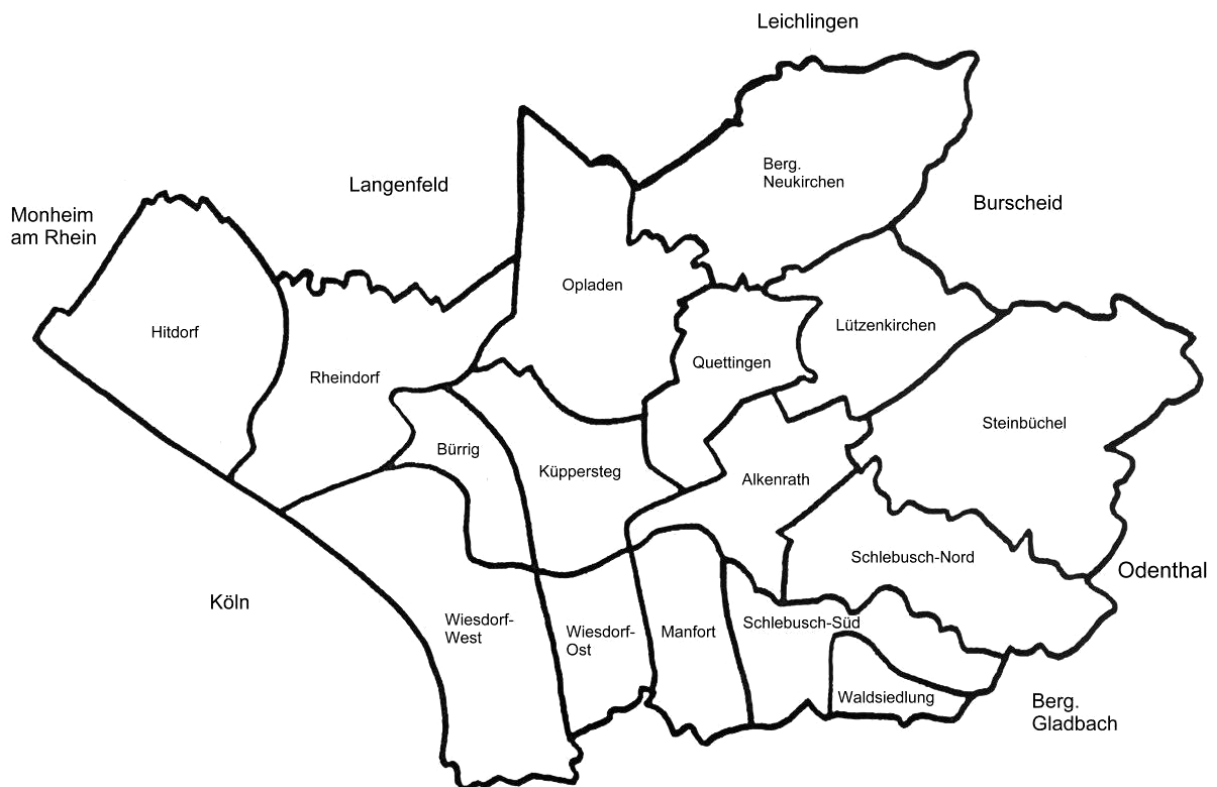 Leichlingen
Berg.
Neukirchen
Langenfeld
Monheim
am Rhein
Burscheid
Opladen
Hitdorf
Lützenkirchen
Quettingen
Rheindorf
Steinbüchel
Bürrig
Küppersteg
Alkenrath
Schlebusch-Nord
Odenthal
Köln
Wiesdorf-
West
Wiesdorf-
Ost
Manfort
Schlebusch-Süd
Waldsiedlung
Berg.
Gladbach